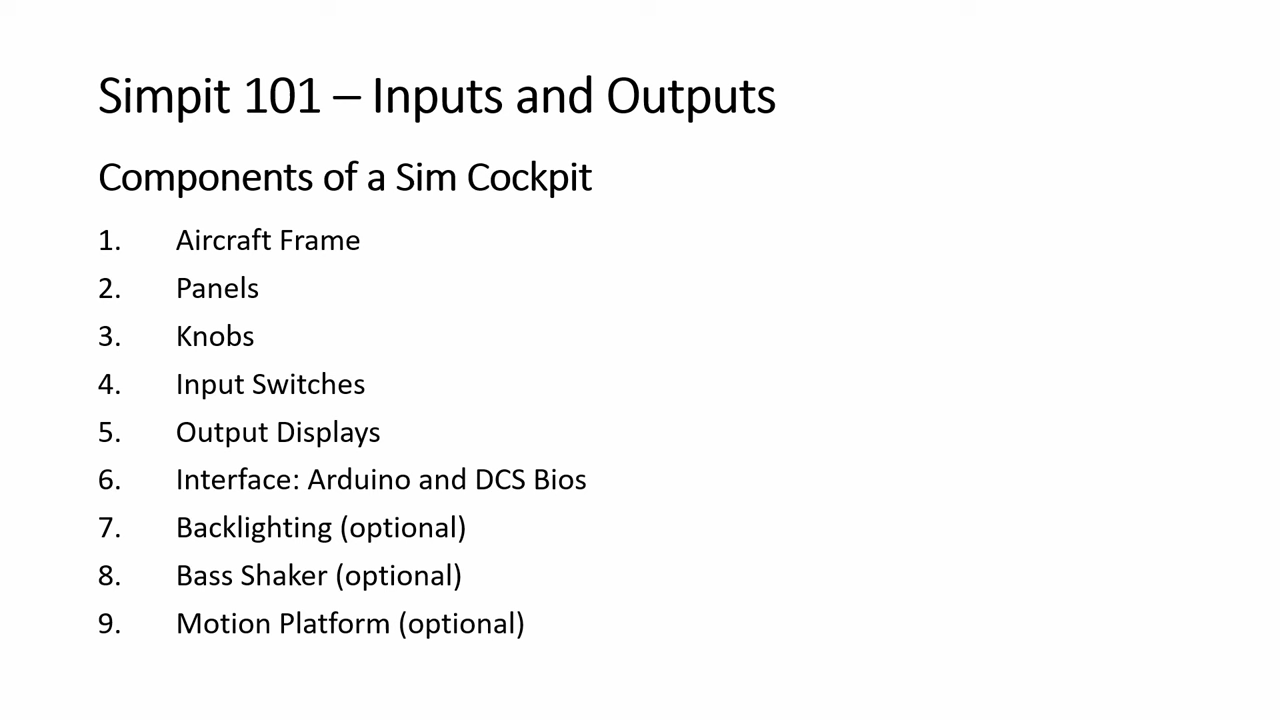 Simpit 101 – Inputs and Outputs
Components of a Sim Cockpit
1. Aircraft Frame
2. Panels
3. Knobs
4. Input Switches
5. Output Displays
6. Interface: Arduino and DCS Bios
7. Backlighting (optional)
8. Bass Shaker (optional)
9. Motion Platform (optional)